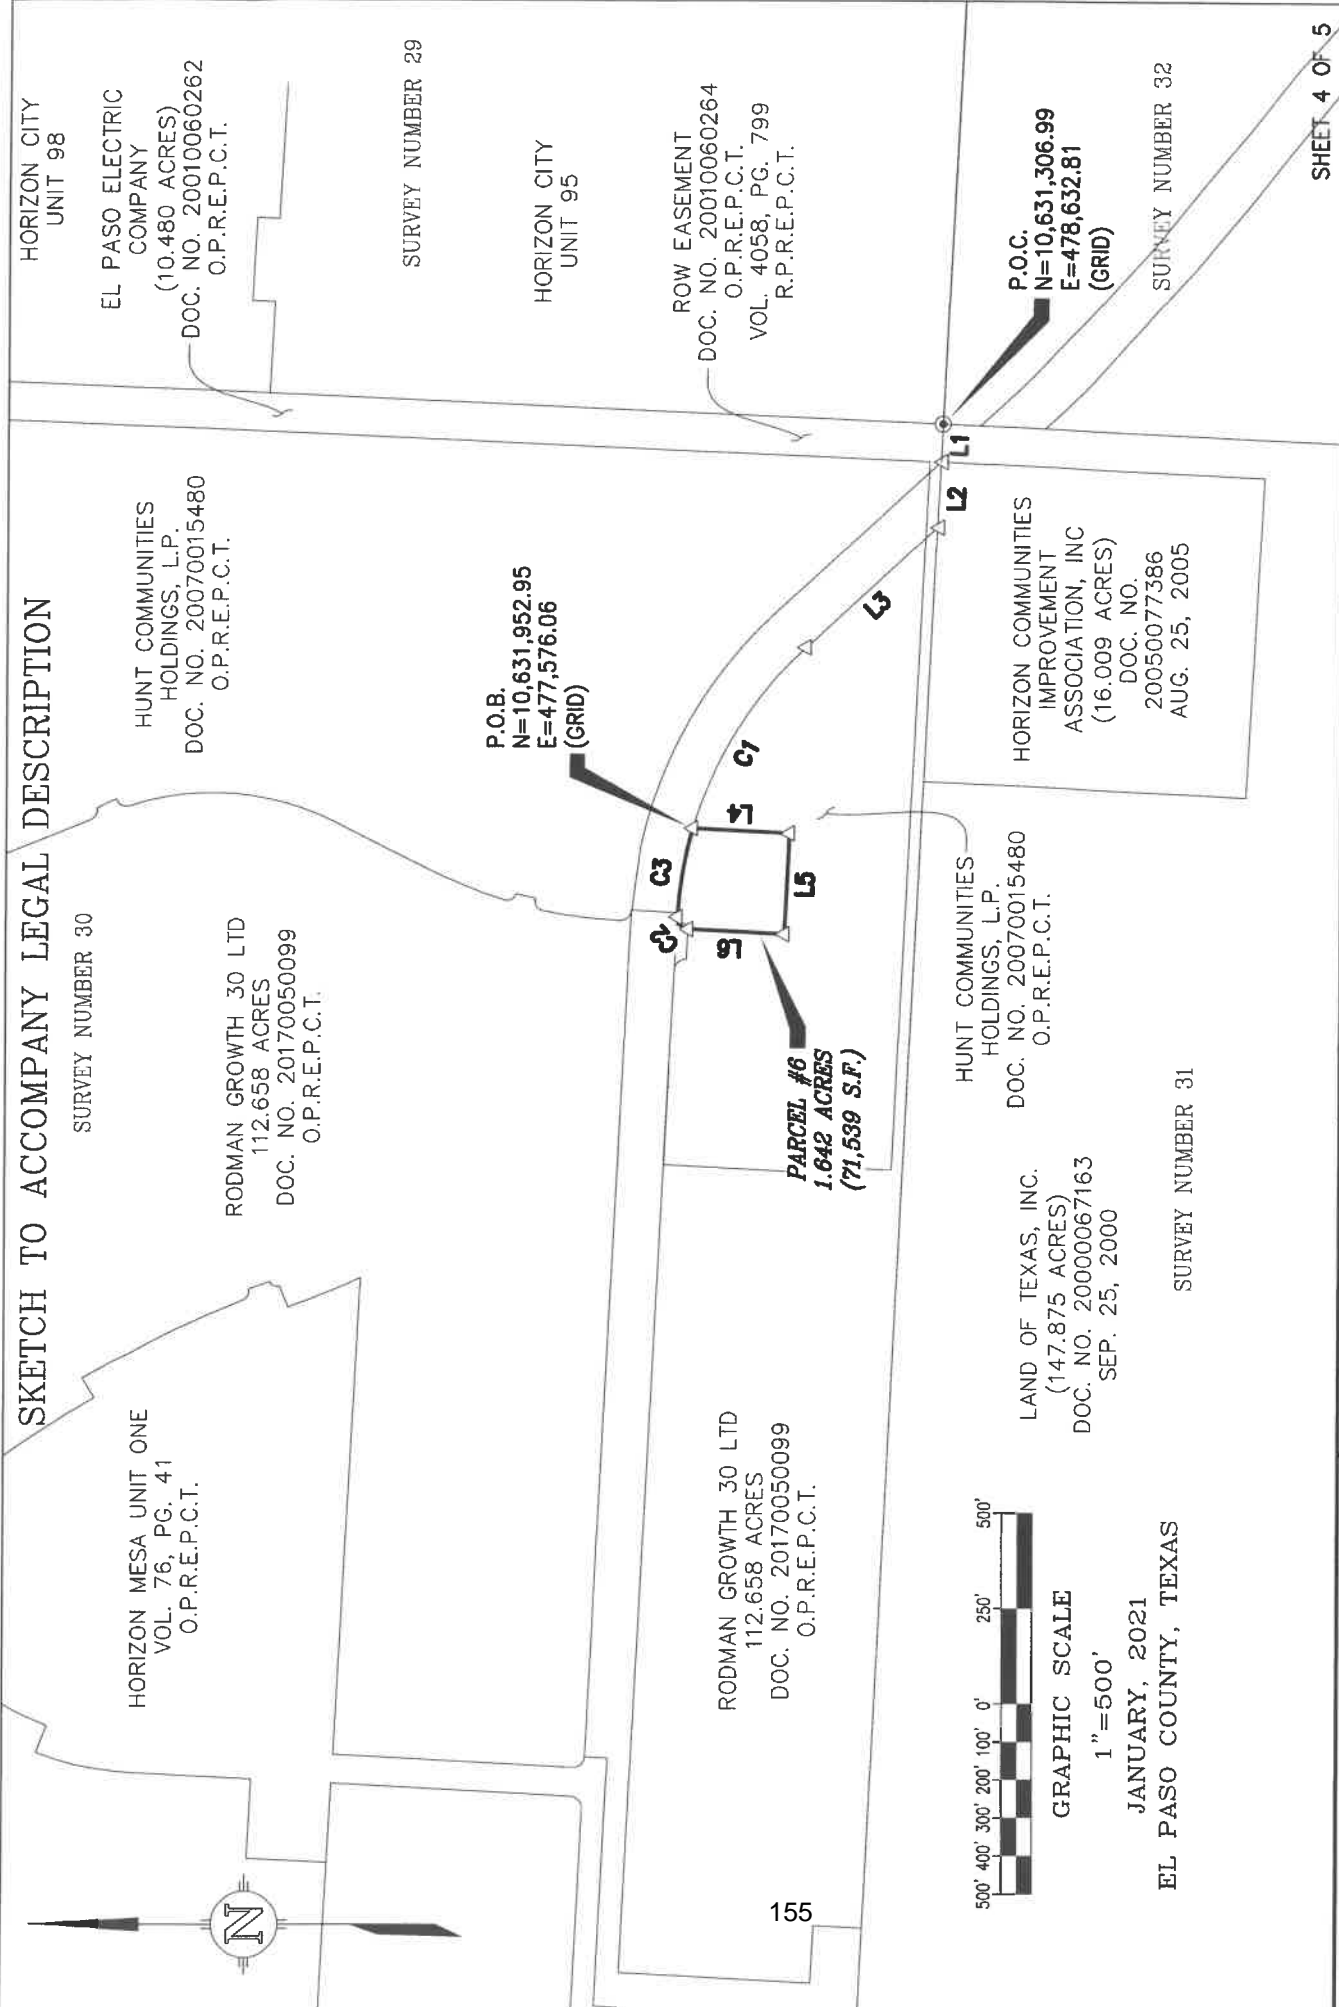 SKETCH TO ACCOMPANY LEGAL DESCRIPTION
HORIZON CITY
UNIT 98
EL PASO ELECTRIC
COMPANY
(10.480 ACRES)
DOC. NO. 20010060262
O.P.R.E.P.C.T.
SURVEY NUMBER 29
HORIZON CITY
UNIT 95
ROW EASEMENT
DOC. NO. 20010060264
O.P.R.E.P.C.T.
VOL. 4058, PG. 799
R.P.R.E.P.C.T.
P.O.C.
N=10,631,306.99
E=478,632.81
(GRID)
SURVEY NUMBER 32
SHEET 4 OF 5
HUNT COMMUNITIES
HOLDINGS, L.P.
DOC. NO. 20070015480
O.P.R.E.P.C.T.
P.O.B.
N=10,631,952.95
E=477,576.06
(GRID)
L1
L2
L3
C1
L4
C3
C2
L5
L6
HORIZON COMMUNITIES
IMPROVEMENT
ASSOCIATION, INC
(16.009 ACRES)
DOC. NO.
20050077386
AUG. 25, 2005
SURVEY NUMBER 30
RODMAN GROWTH 30 LTD
112.658 ACRES
DOC. NO. 20170050099
O.P.R.E.P.C.T.
PARCEL #6
1.642 ACRES
(71,539 S.F.)
HUNT COMMUNITIES
HOLDINGS, L.P.
DOC. NO. 20070015480
O.P.R.E.P.C.T.
HORIZON MESA UNIT ONE
VOL. 76, PG. 41
O.P.R.E.P.C.T.
RODMAN GROWTH 30 LTD
112.658 ACRES
DOC. NO. 20170050099
O.P.R.E.P.C.T.
LAND OF TEXAS, INC.
(147.875 ACRES)
DOC. NO. 20000067163
SEP. 25, 2000
SURVEY NUMBER 31
N
500' 400' 300' 200' 100' 0' 250' 500'
GRAPHIC SCALE
1"=500'
JANUARY, 2021
EL PASO COUNTY, TEXAS
155